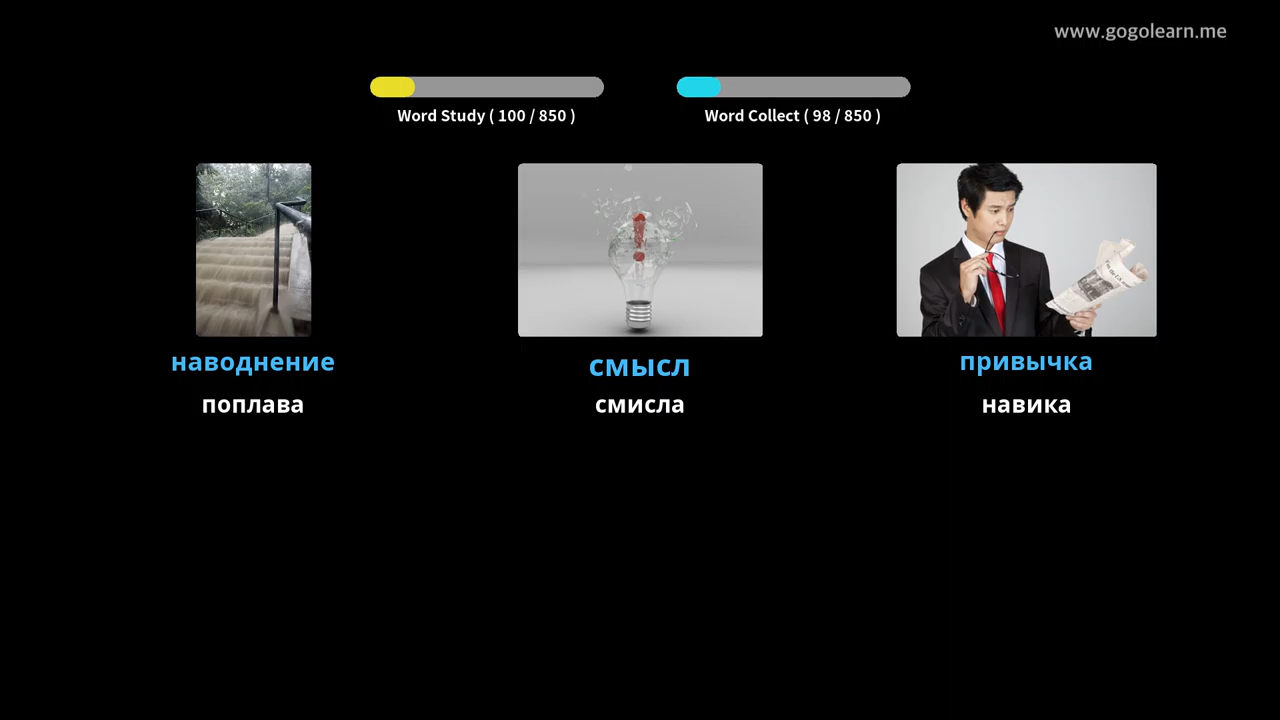 www.gogolearn.me
Word Study ( 100 / 850 )
Word Collect ( 98 / 850 )
наводнение
смысл
привычка
поплава
смисла
навика